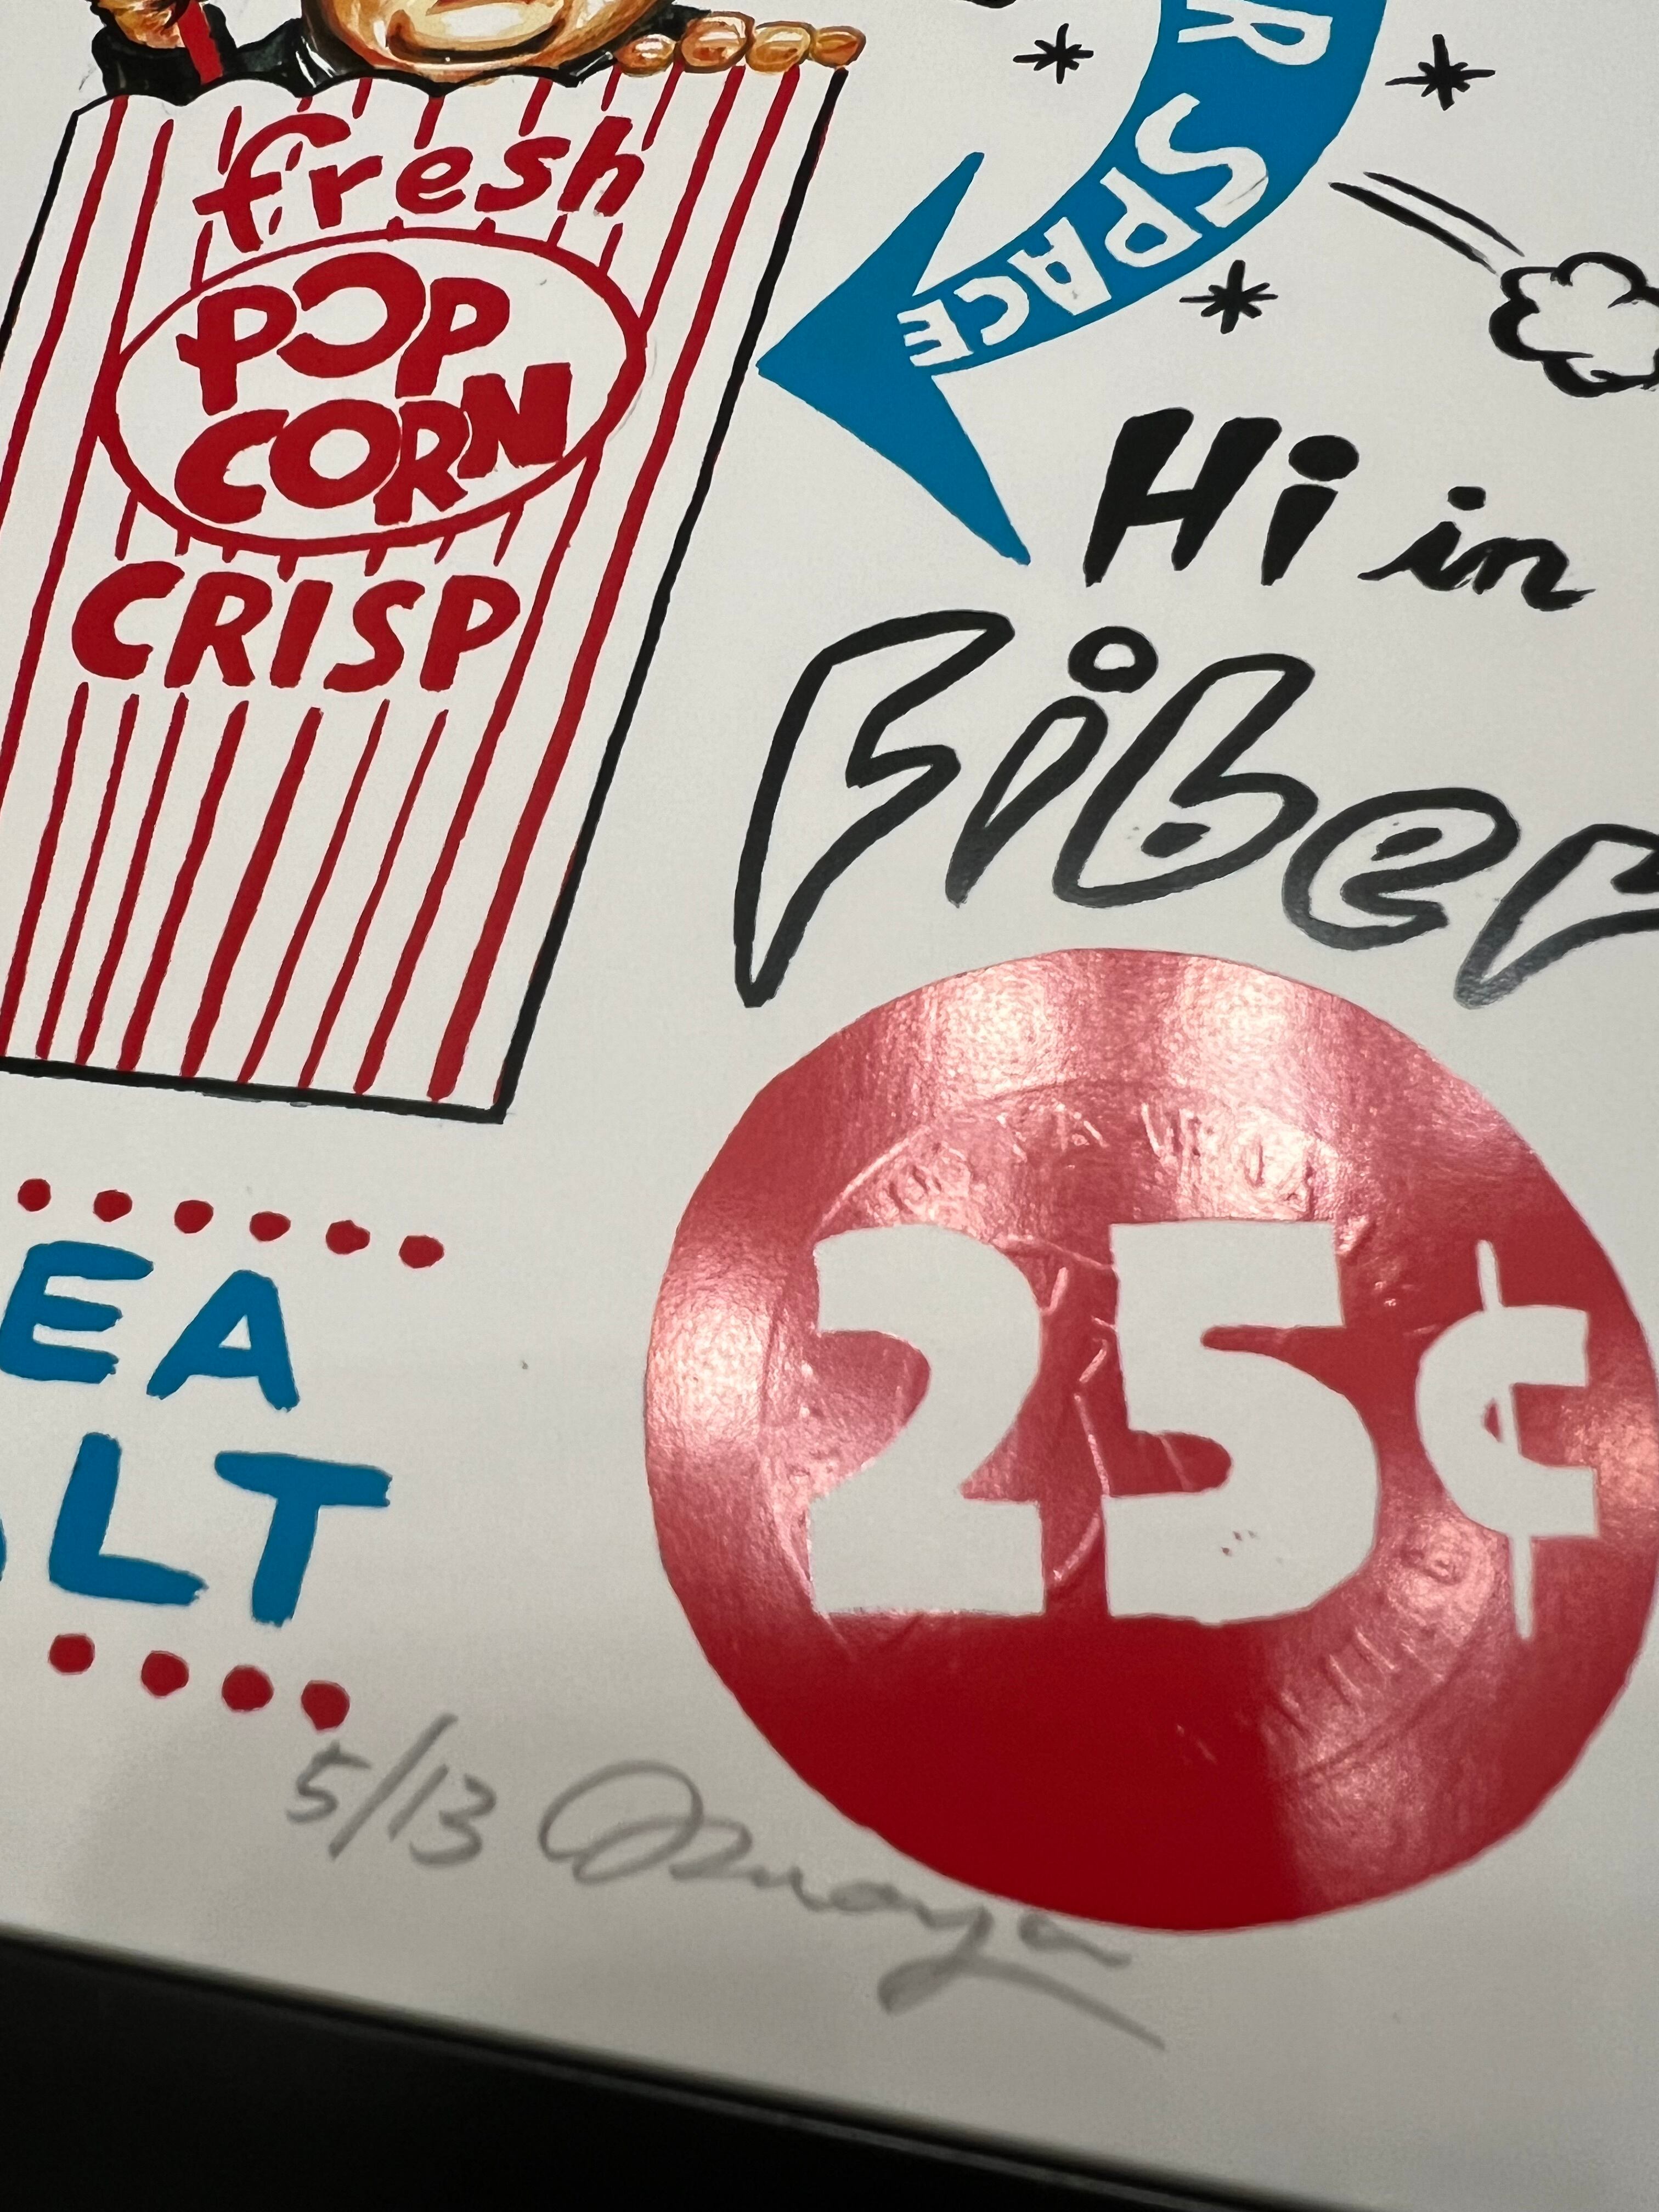 fresh
POP
CORN
CRISP
R SPACE
Hi in
FiBer
25¢
EA
LT
5/13